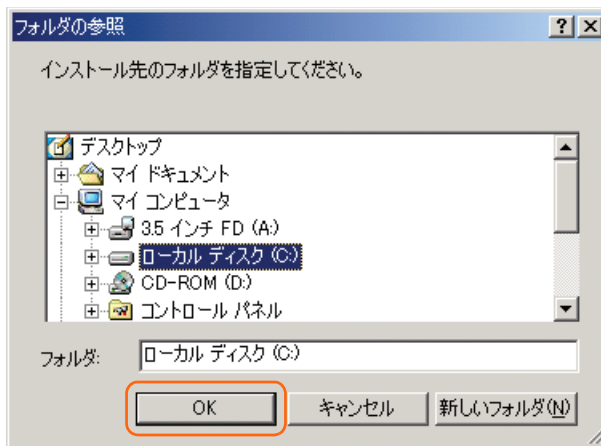 フォルダの参照
インストール先のフォルダを指定してください。
デスクトップ
マイ ドキュメント
マイ コンピュータ
3.5 インチ FD (A:)
ローカル ディスク (C:)
CD-ROM (D:)
コントロール パネル
フォルダ: ローカル ディスク (C:)
OK キャンセル 新しいフォルダ(N)